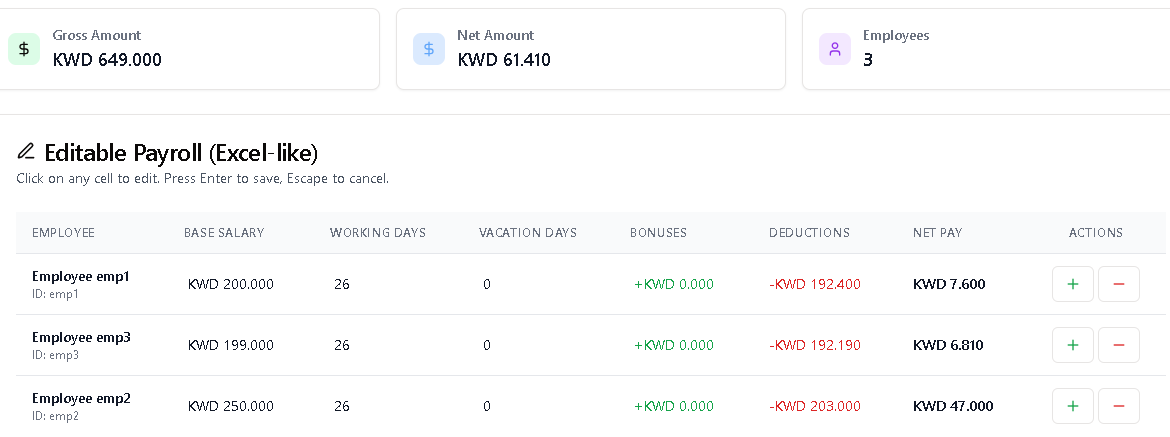 Gross Amount
$ KWD 649.000
Net Amount
$ KWD 61.410
Employees
3
Editable Payroll (Excel-like)
Click on any cell to edit. Press Enter to save, Escape to cancel.
EMPLOYEE BASE SALARY WORKING DAYS VACATION DAYS BONUSES DEDUCTIONS NET PAY ACTIONS
Employee emp1 KWD 200.000 26 0 +KWD 0.000 -KWD 192.400 KWD 7.600 + −
ID: emp1
Employee emp3 KWD 199.000 26 0 +KWD 0.000 -KWD 192.190 KWD 6.810 + −
ID: emp3
Employee emp2 KWD 250.000 26 0 +KWD 0.000 -KWD 203.000 KWD 47.000 + −
ID: emp2